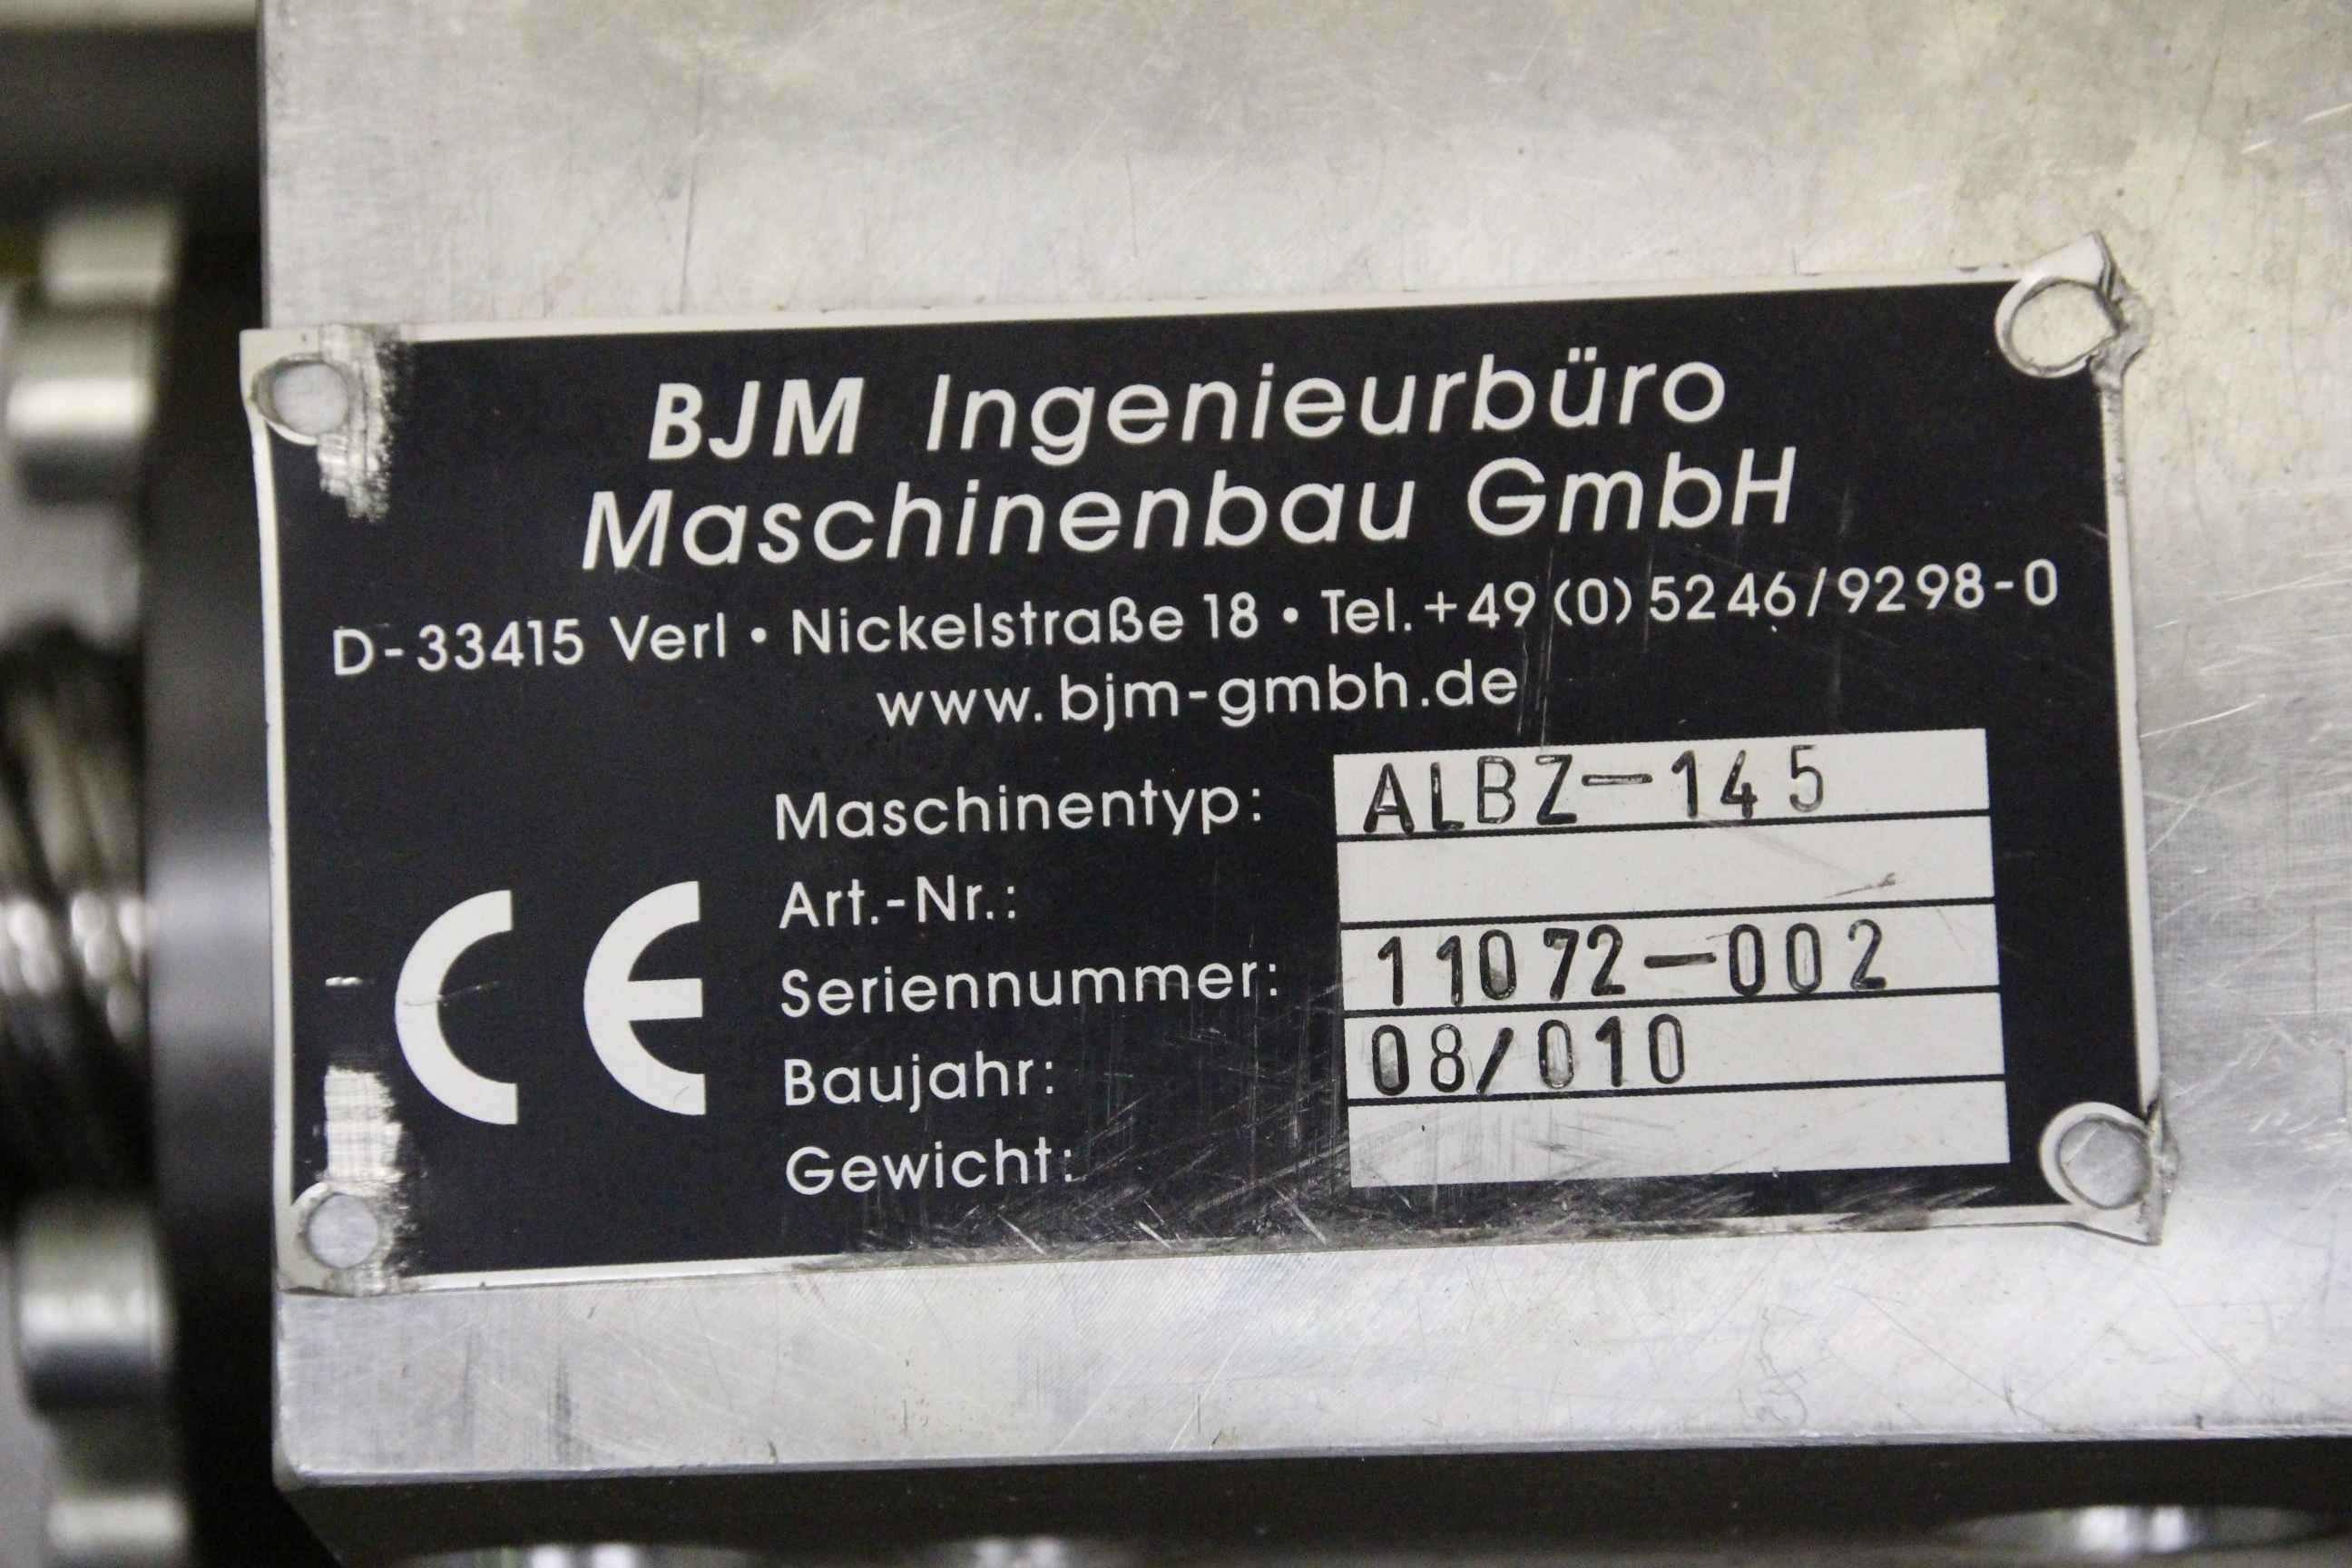 BJM Ingenieurbüro
Maschinenbau GmbH
D-33415 Verl • Nickelstraße 18 • Tel. +49 (0) 5246/9298-0
www.bjm-gmbh.de
CE
Maschinentyp: ALBZ-145
Art.-Nr.:
Seriennummer: 11072-002
Baujahr: 08/010
Gewicht: